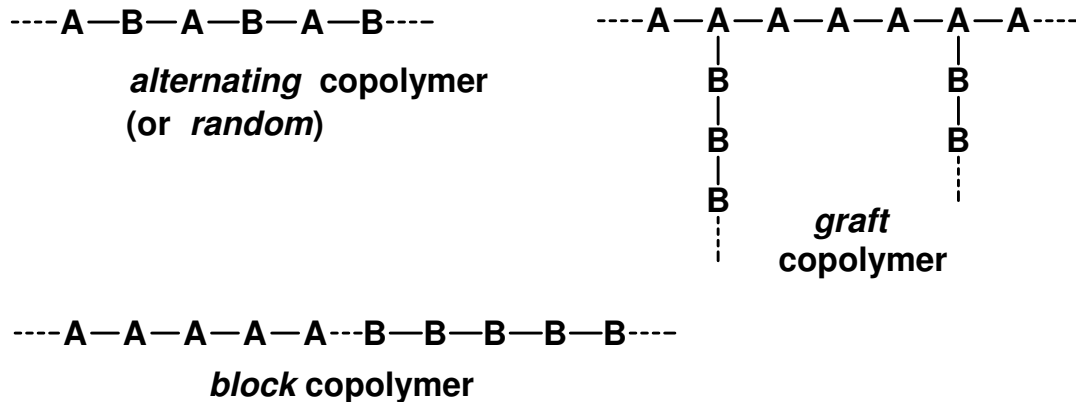 ----A—B—A—B—A—B----
alternating copolymer
(or random)
----A—A—A—A—A—A—A----
B
B
B
B
B
graft
copolymer
----A—A—A—A—A---B—B—B—B—B----
block copolymer